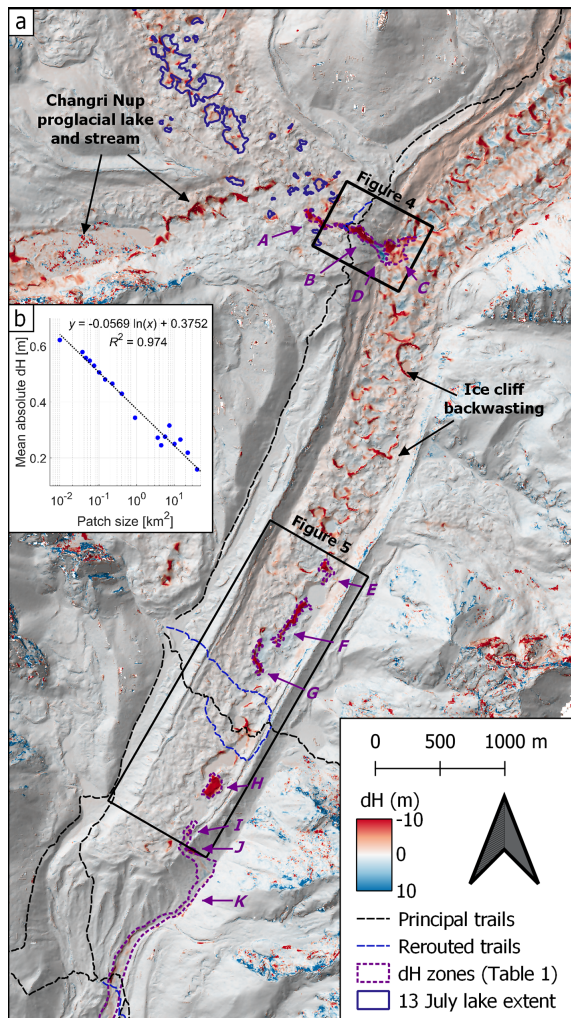 a
Changri Nup
proglacial lake
and stream
Figure 4
A
B
D
C
b
y = -0.0569 ln(x) + 0.3752
R² = 0.974
Mean absolute dH [m]
0.6
0.4
0.2
10⁻² 10⁻¹ 10⁰ 10¹
Patch size [km²]
Ice cliff
backwasting
Figure 5
E
F
G
H
I
J
K
0 500 1000 m
dH (m)
-10
0
10
Principal trails
Rerouted trails
dH zones (Table 1)
13 July lake extent